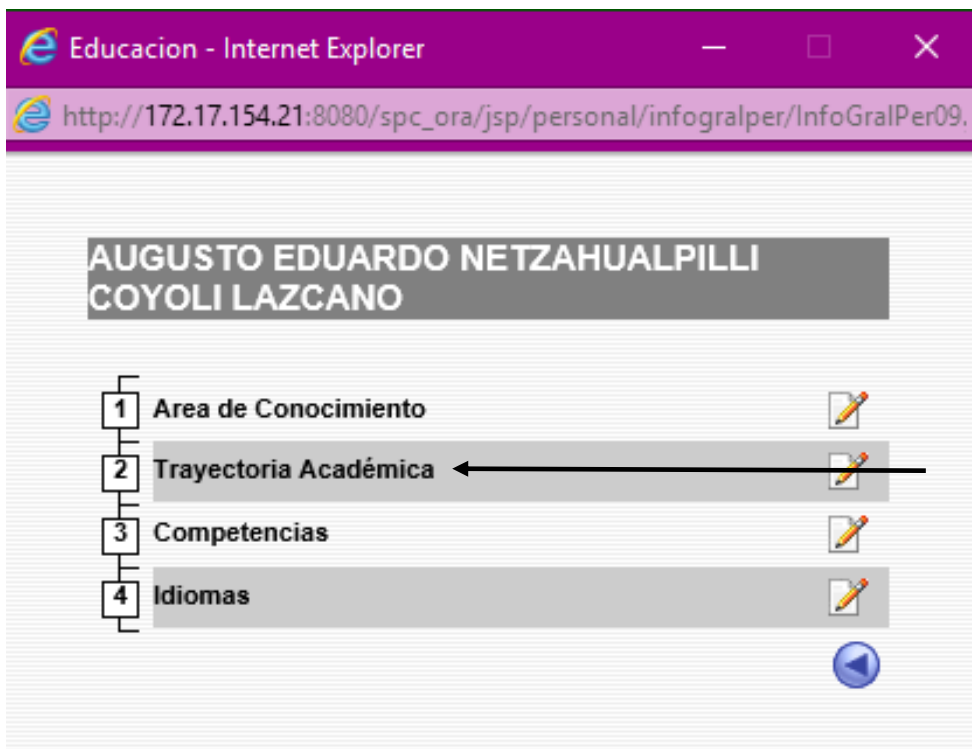 Educacion - Internet Explorer
http://172.17.154.21:8080/spc_ora/jsp/personal/infogralper/InfoGralPer09.
AUGUSTO EDUARDO NETZAHUALPILLI
COYOLI LAZCANO
1 Area de Conocimiento
2 Trayectoria Académica
3 Competencias
4 Idiomas